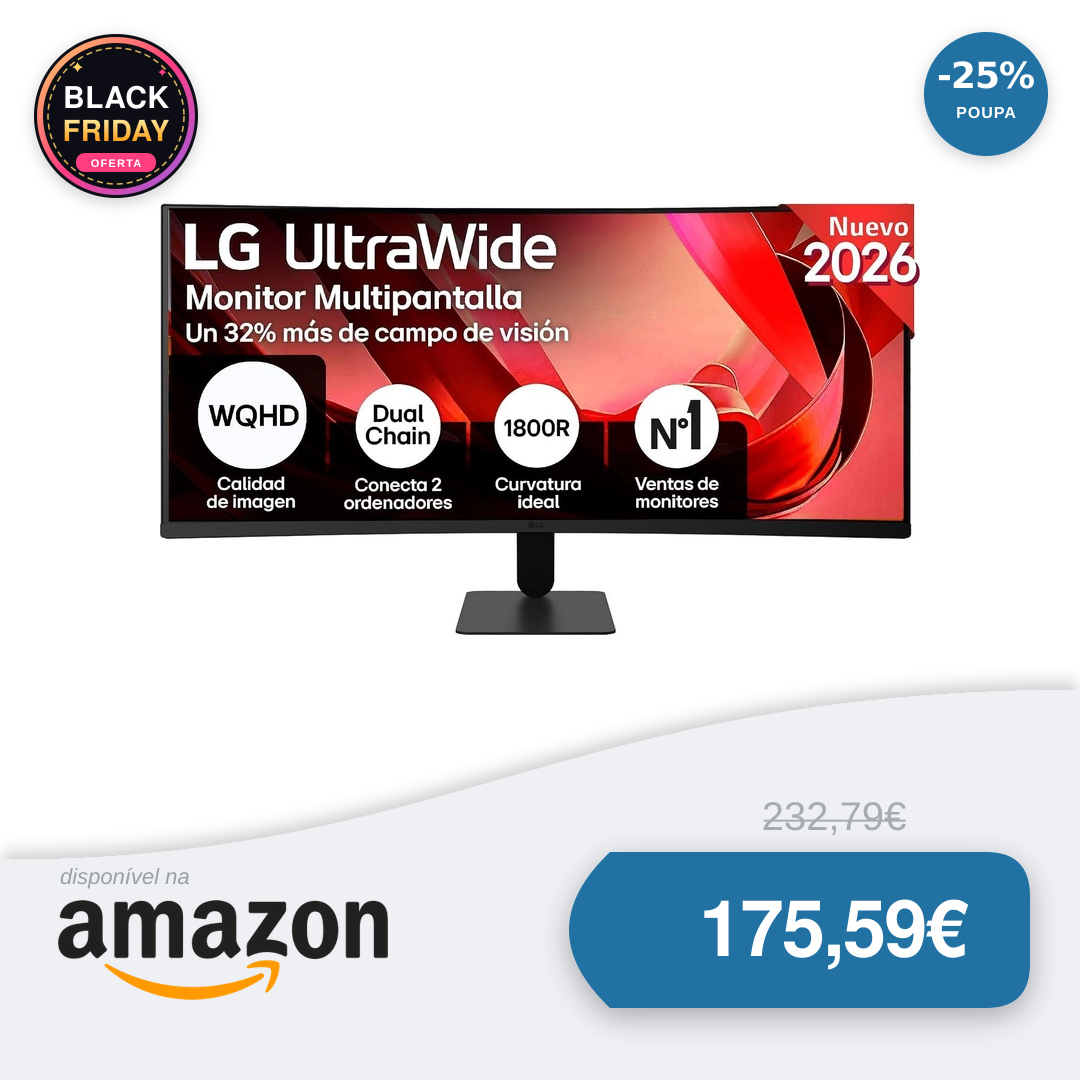 BLACK
FRIDAY
OFERTA
-25%
POUPA
LG UltraWide
Monitor Multipantalla
Un 32% más de campo de visión
Nuevo
2026
WQHD
Calidad
de imagen
Dual
Chain
Conecta 2
ordenadores
1800R
Curvatura
ideal
Nº1
Ventas de
monitores
LG
232,79€
175,59€
disponível na
amazon